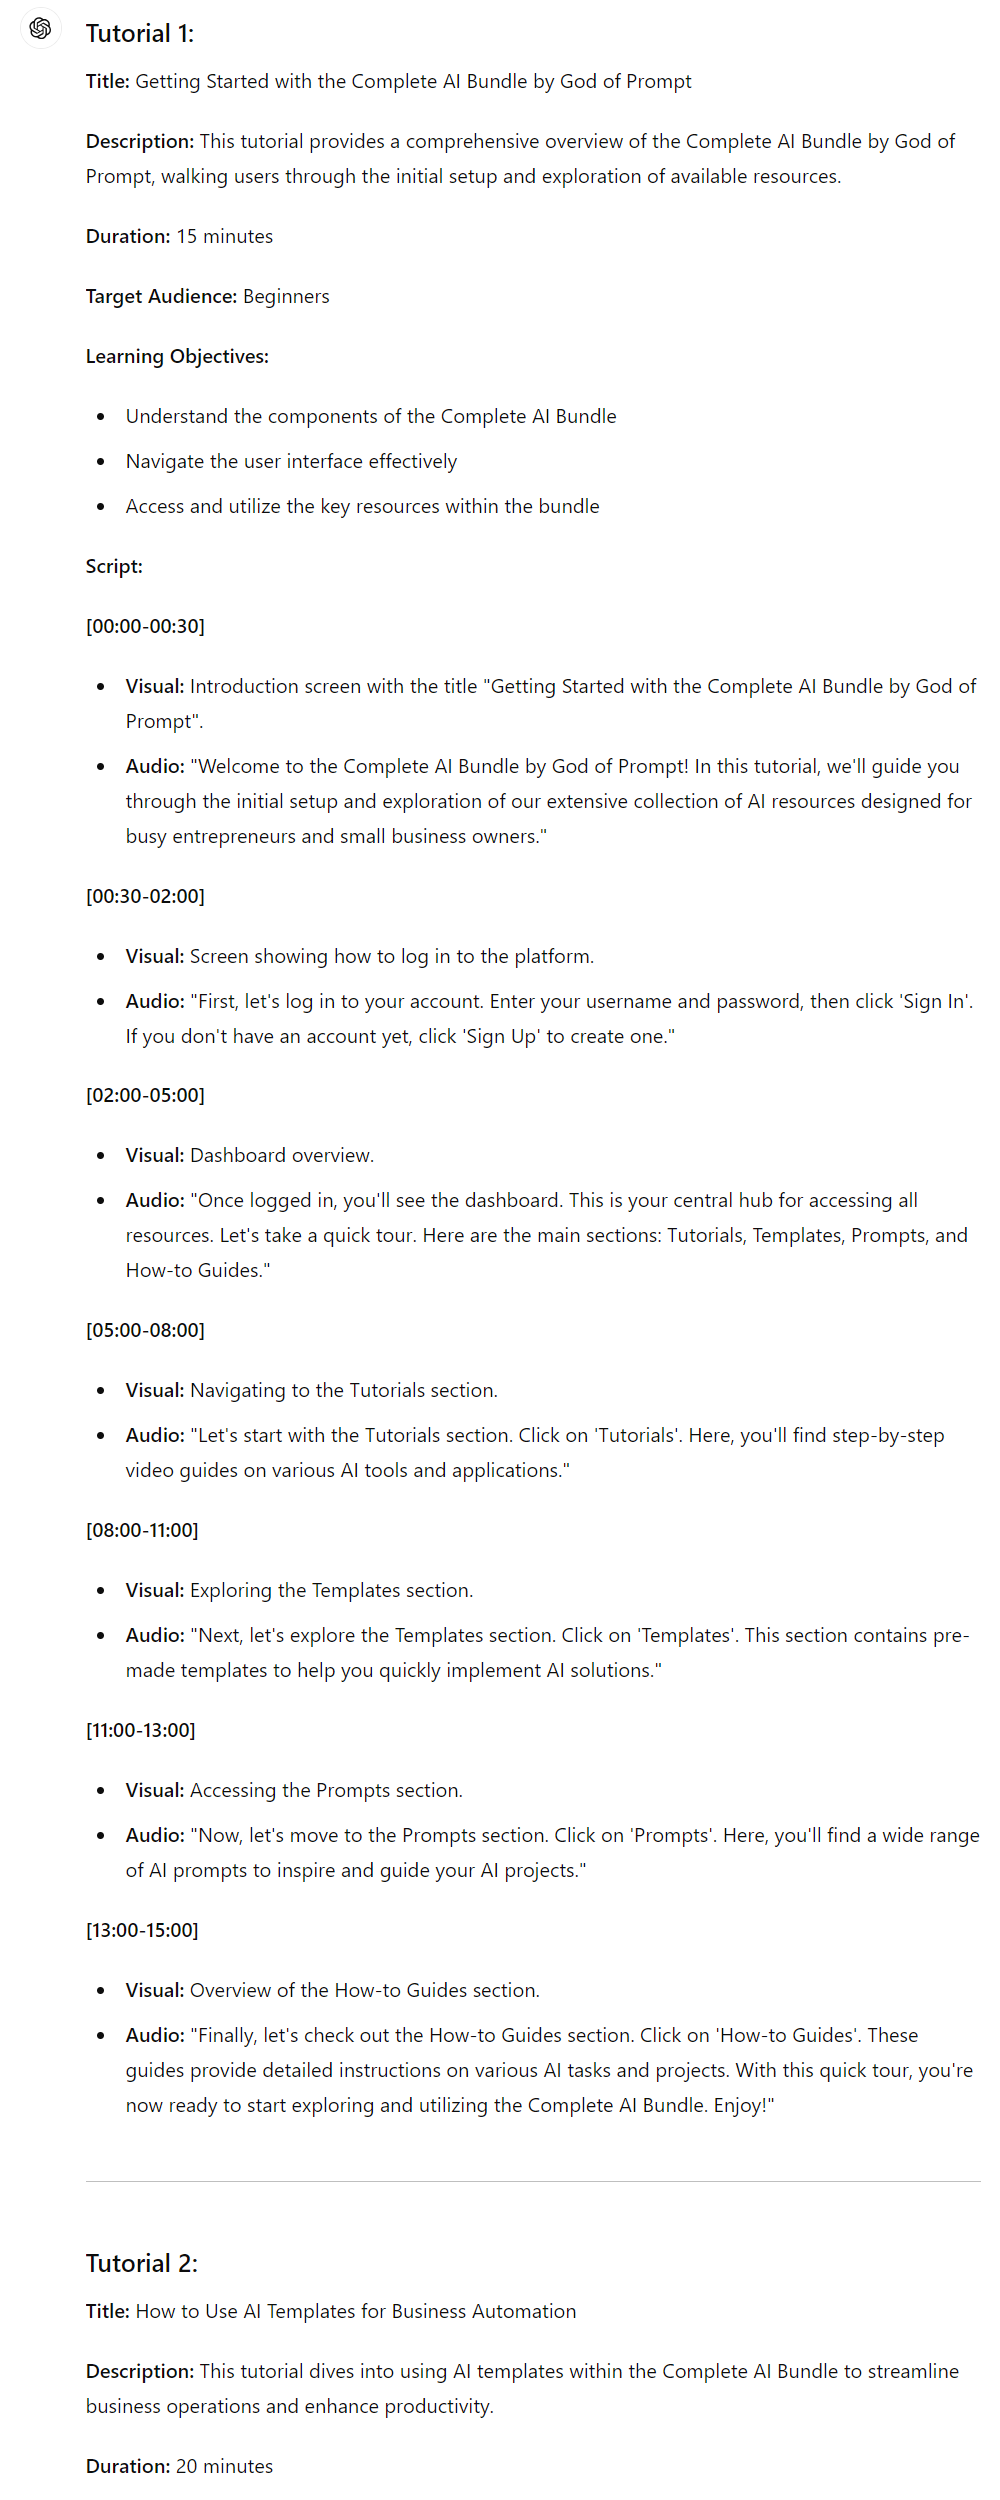 Tutorial 1:
Title: Getting Started with the Complete AI Bundle by God of Prompt
Description: This tutorial provides a comprehensive overview of the Complete AI Bundle by God of
Prompt, walking users through the initial setup and exploration of available resources.
Duration: 15 minutes
Target Audience: Beginners
Learning Objectives:
• Understand the components of the Complete AI Bundle
• Navigate the user interface effectively
• Access and utilize the key resources within the bundle
Script:
[00:00-00:30]
• Visual: Introduction screen with the title "Getting Started with the Complete AI Bundle by God of
Prompt".
• Audio: "Welcome to the Complete AI Bundle by God of Prompt! In this tutorial, we'll guide you
through the initial setup and exploration of our extensive collection of AI resources designed for
busy entrepreneurs and small business owners."
[00:30-02:00]
• Visual: Screen showing how to log in to the platform.
• Audio: "First, let's log in to your account. Enter your username and password, then click 'Sign In'.
If you don't have an account yet, click 'Sign Up' to create one."
[02:00-05:00]
• Visual: Dashboard overview.
• Audio: "Once logged in, you'll see the dashboard. This is your central hub for accessing all
resources. Let's take a quick tour. Here are the main sections: Tutorials, Templates, Prompts, and
How-to Guides."
[05:00-08:00]
• Visual: Navigating to the Tutorials section.
• Audio: "Let's start with the Tutorials section. Click on 'Tutorials'. Here, you'll find step-by-step
video guides on various AI tools and applications."
[08:00-11:00]
• Visual: Exploring the Templates section.
• Audio: "Next, let's explore the Templates section. Click on 'Templates'. This section contains pre-
made templates to help you quickly implement AI solutions."
[11:00-13:00]
• Visual: Accessing the Prompts section.
• Audio: "Now, let's move to the Prompts section. Click on 'Prompts'. Here, you'll find a wide range
of AI prompts to inspire and guide your AI projects."
[13:00-15:00]
• Visual: Overview of the How-to Guides section.
• Audio: "Finally, let's check out the How-to Guides section. Click on 'How-to Guides'. These
guides provide detailed instructions on various AI tasks and projects. With this quick tour, you're
now ready to start exploring and utilizing the Complete AI Bundle. Enjoy!"
Tutorial 2:
Title: How to Use AI Templates for Business Automation
Description: This tutorial dives into using AI templates within the Complete AI Bundle to streamline
business operations and enhance productivity.
Duration: 20 minutes